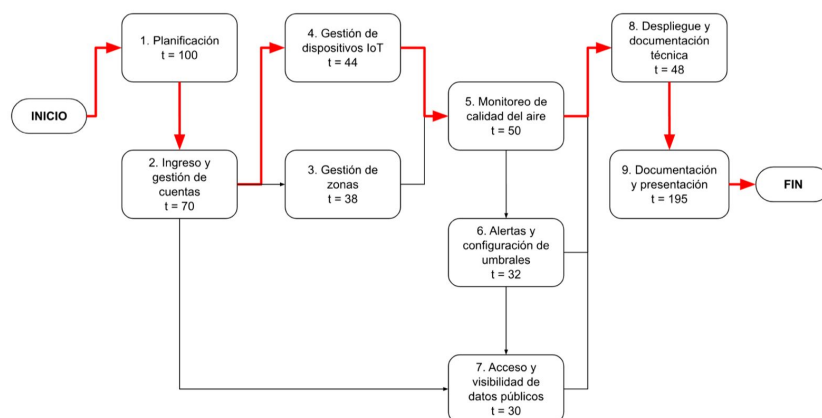 INICIO
1. Planificación
t = 100
2. Ingreso y
gestión de
cuentas
t = 70
4. Gestión de
dispositivos IoT
t = 44
3. Gestión de
zonas
t = 38
5. Monitoreo de
calidad del aire
t = 50
6. Alertas y
configuración de
umbrales
t = 32
7. Acceso y
visibilidad de
datos públicos
t = 30
8. Despliegue y
documentación
técnica
t = 48
9. Documentación
y presentación
t = 195
FIN